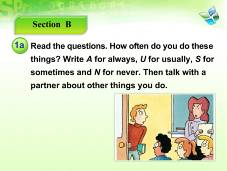 Section B
1a Read the questions. How often do you do these
things? Write A for always, U for usually, S for
sometimes and N for never. Then talk with a
partner about other things you do.